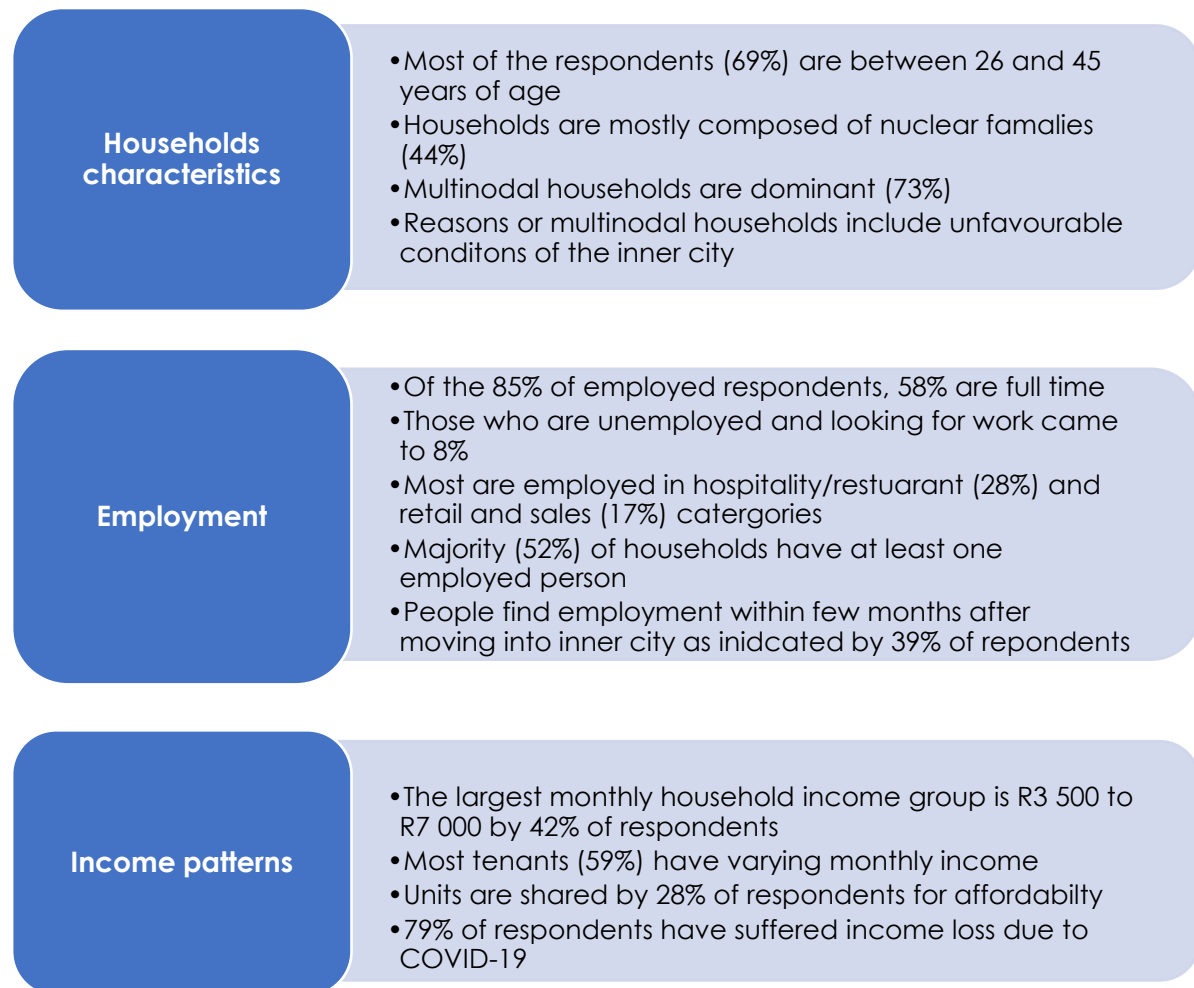 Households
characteristics
•Most of the respondents (69%) are between 26 and 45
years of age
•Households are mostly composed of nuclear famalies
(44%)
•Multinodal households are dominant (73%)
•Reasons or multinodal households include unfavourable
conditons of the inner city
Employment
•Of the 85% of employed respondents, 58% are full time
•Those who are unemployed and looking for work came
to 8%
•Most are employed in hospitality/restuarant (28%) and
retail and sales (17%) catergories
•Majority (52%) of households have at least one
employed person
•People find employment within few months after
moving into inner city as inidcated by 39% of repondents
Income patterns
•The largest monthly household income group is R3 500 to
R7 000 by 42% of respondents
•Most tenants (59%) have varying monthly income
•Units are shared by 28% of respondents for affordabilty
•79% of respondents have suffered income loss due to
COVID-19